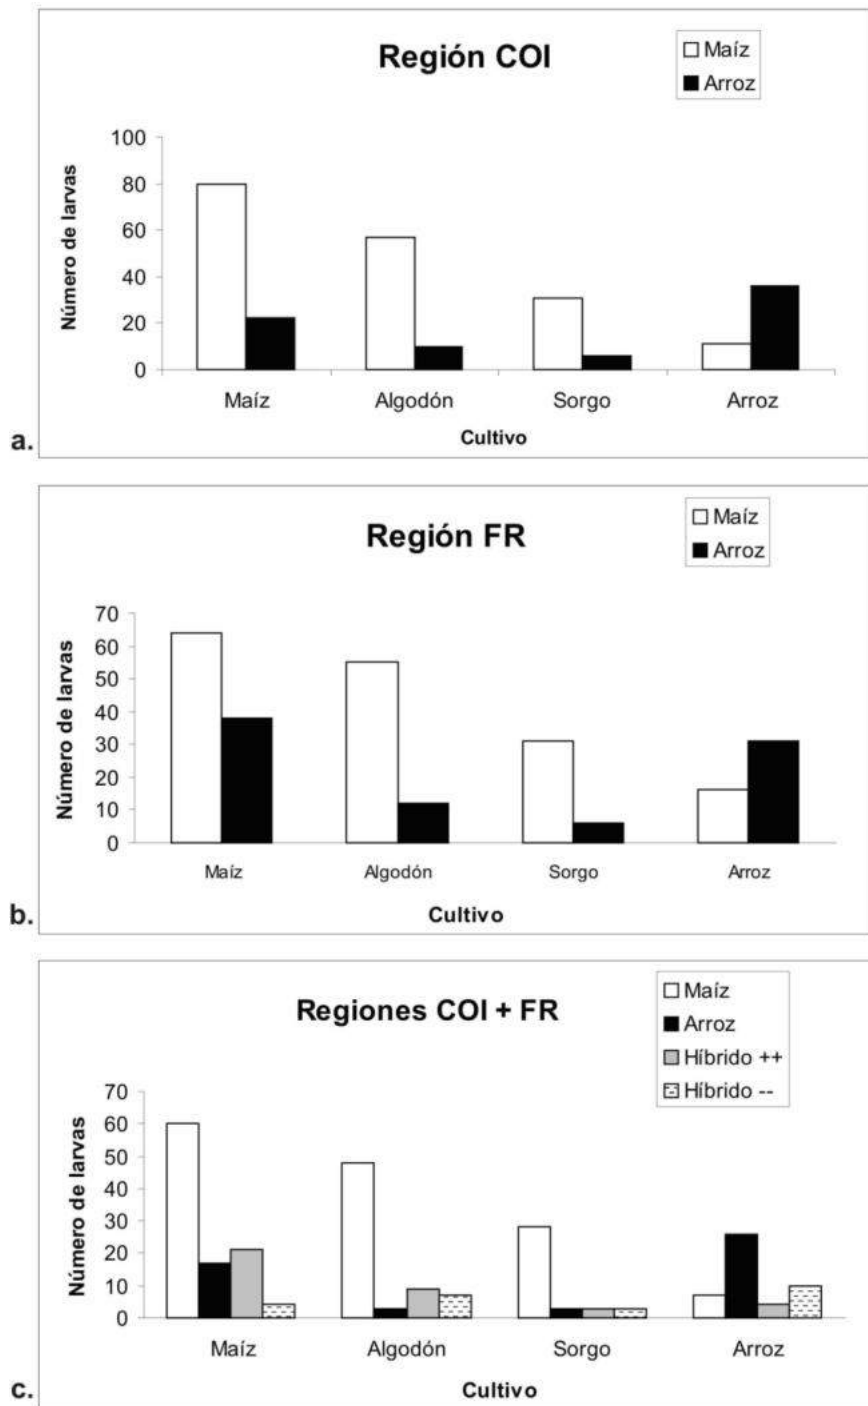 Región COI
Maíz
Arroz
Número de larvas
100
80
60
40
20
0
Maíz Algodón Sorgo Arroz
Cultivo
a.
Región FR
Maíz
Arroz
Número de larvas
70
60
50
40
30
20
10
0
Maíz Algodón Sorgo Arroz
Cultivo
b.
Regiones COI + FR
Maíz
Arroz
Híbrido ++
Híbrido --
Número de larvas
70
60
50
40
30
20
10
0
Maíz Algodón Sorgo Arroz
Cultivo
c.